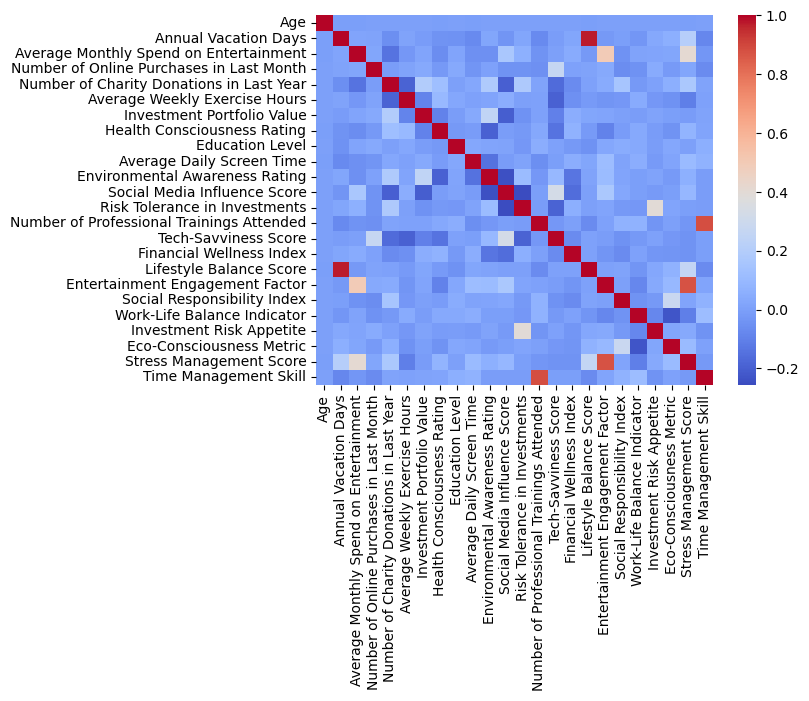 Age
Annual Vacation Days
Average Monthly Spend on Entertainment
Number of Online Purchases in Last Month
Number of Charity Donations in Last Year
Average Weekly Exercise Hours
Investment Portfolio Value
Health Consciousness Rating
Education Level
Average Daily Screen Time
Environmental Awareness Rating
Social Media Influence Score
Risk Tolerance in Investments
Number of Professional Trainings Attended
Tech-Savviness Score
Financial Wellness Index
Lifestyle Balance Score
Entertainment Engagement Factor
Social Responsibility Index
Work-Life Balance Indicator
Investment Risk Appetite
Eco-Consciousness Metric
Stress Management Score
Time Management Skill
1.0
0.8
0.6
0.4
0.2
0.0
−0.2
Age
Annual Vacation Days
Average Monthly Spend on Entertainment
Number of Online Purchases in Last Month
Number of Charity Donations in Last Year
Average Weekly Exercise Hours
Investment Portfolio Value
Health Consciousness Rating
Education Level
Average Daily Screen Time
Environmental Awareness Rating
Social Media Influence Score
Risk Tolerance in Investments
Number of Professional Trainings Attended
Tech-Savviness Score
Financial Wellness Index
Lifestyle Balance Score
Entertainment Engagement Factor
Social Responsibility Index
Work-Life Balance Indicator
Investment Risk Appetite
Eco-Consciousness Metric
Stress Management Score
Time Management Skill